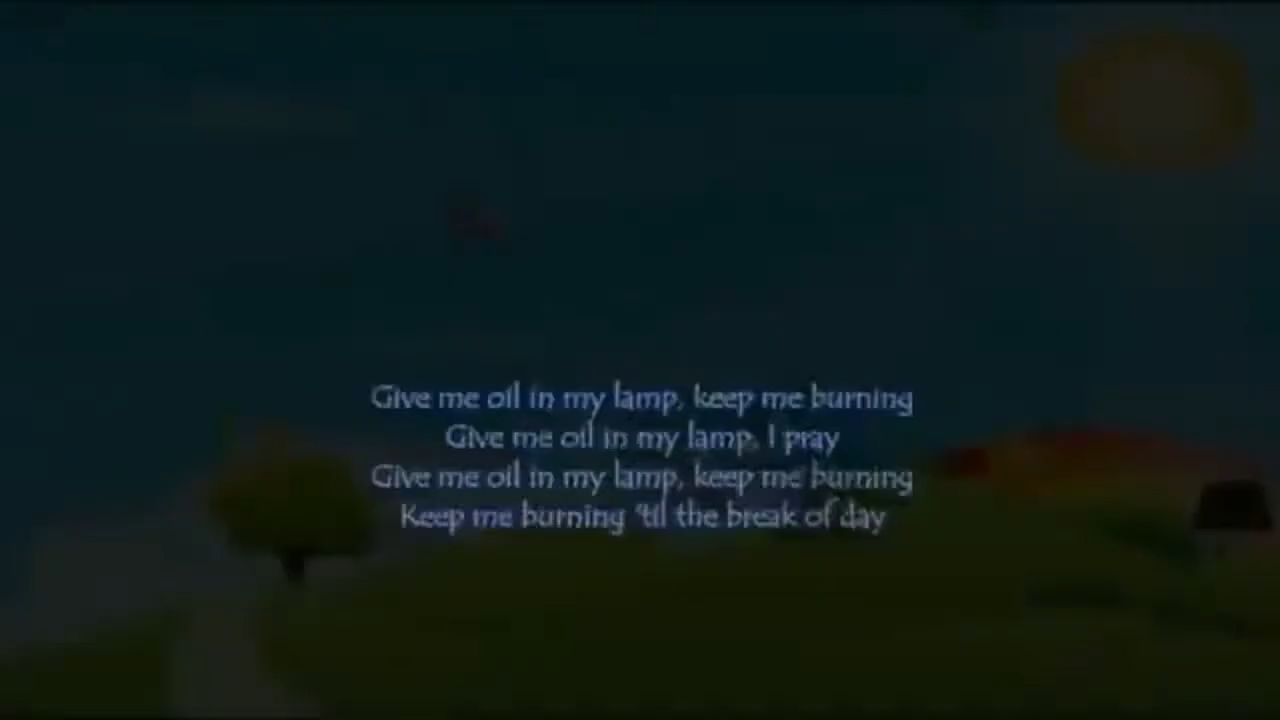 Give me oil in my lamp, keep me burning
Give me oil in my lamp, I pray
Give me oil in my lamp, keep me burning
Keep me burning 'til the break of day